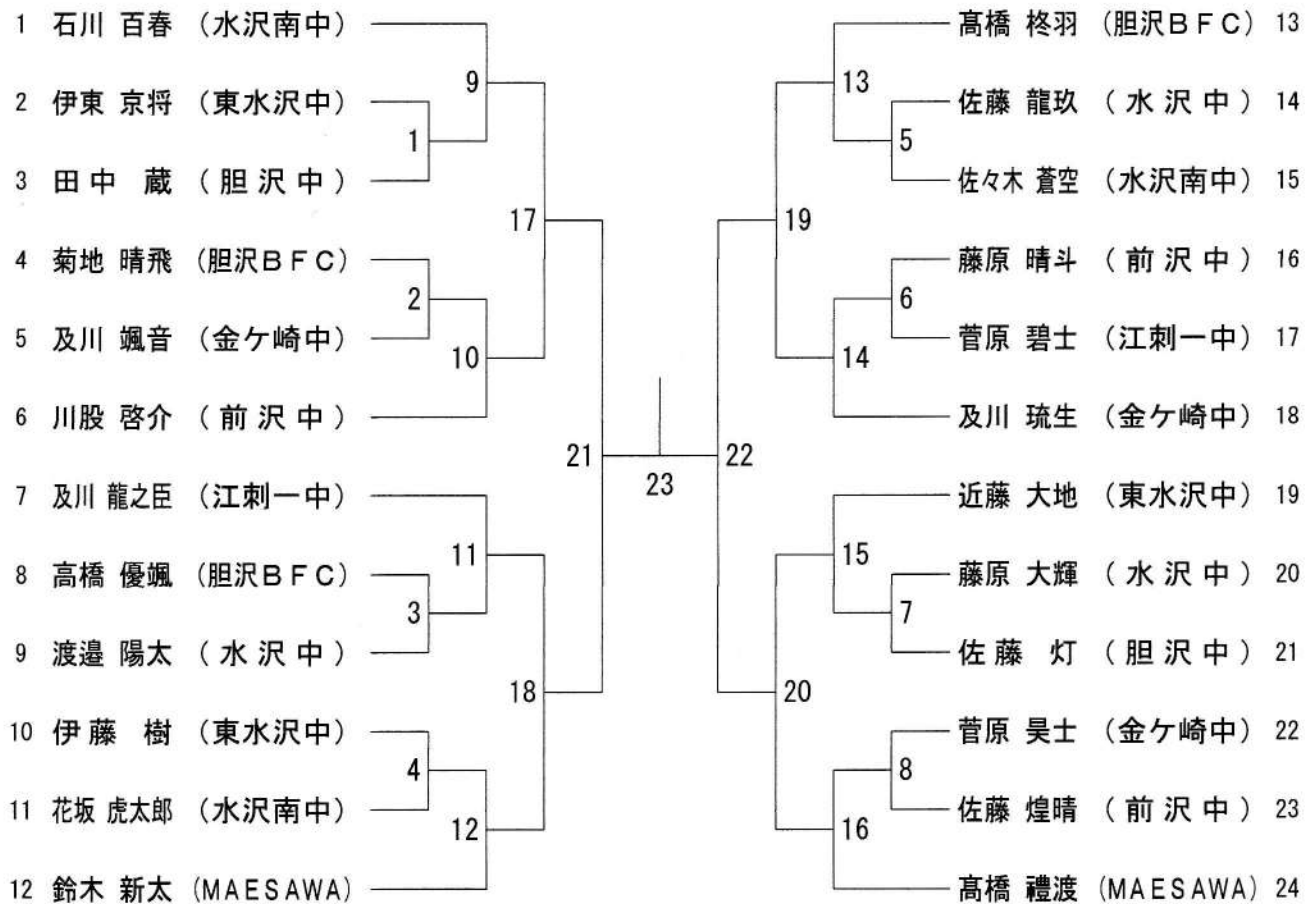 1 石川 百春 (水沢南中)
2 伊東 京将 (東水沢中)
3 田中 蔵 (胆沢中)
4 菊地 晴飛 (胆沢BFC)
5 及川 颯音 (金ケ崎中)
6 川股 啓介 (前沢中)
7 及川 龍之臣 (江刺一中)
8 高橋 優颯 (胆沢BFC)
9 渡邉 陽太 (水沢中)
10 伊藤 樹 (東水沢中)
11 花坂 虎太郎 (水沢南中)
12 鈴木 新太 (MAESAWA)
9
1
17
2
10
21
11
3
18
4
12
23
22
13
5
19
6
14
15
7
20
8
16
髙橋 柊羽 (胆沢BFC) 13
佐藤 龍玖 (水沢中) 14
佐々木 蒼空 (水沢南中) 15
藤原 晴斗 (前沢中) 16
菅原 碧士 (江刺一中) 17
及川 琉生 (金ケ崎中) 18
近藤 大地 (東水沢中) 19
藤原 大輝 (水沢中) 20
佐藤 灯 (胆沢中) 21
菅原 昊士 (金ケ崎中) 22
佐藤 煌晴 (前沢中) 23
髙橋 禮渡 (MAESAWA) 24